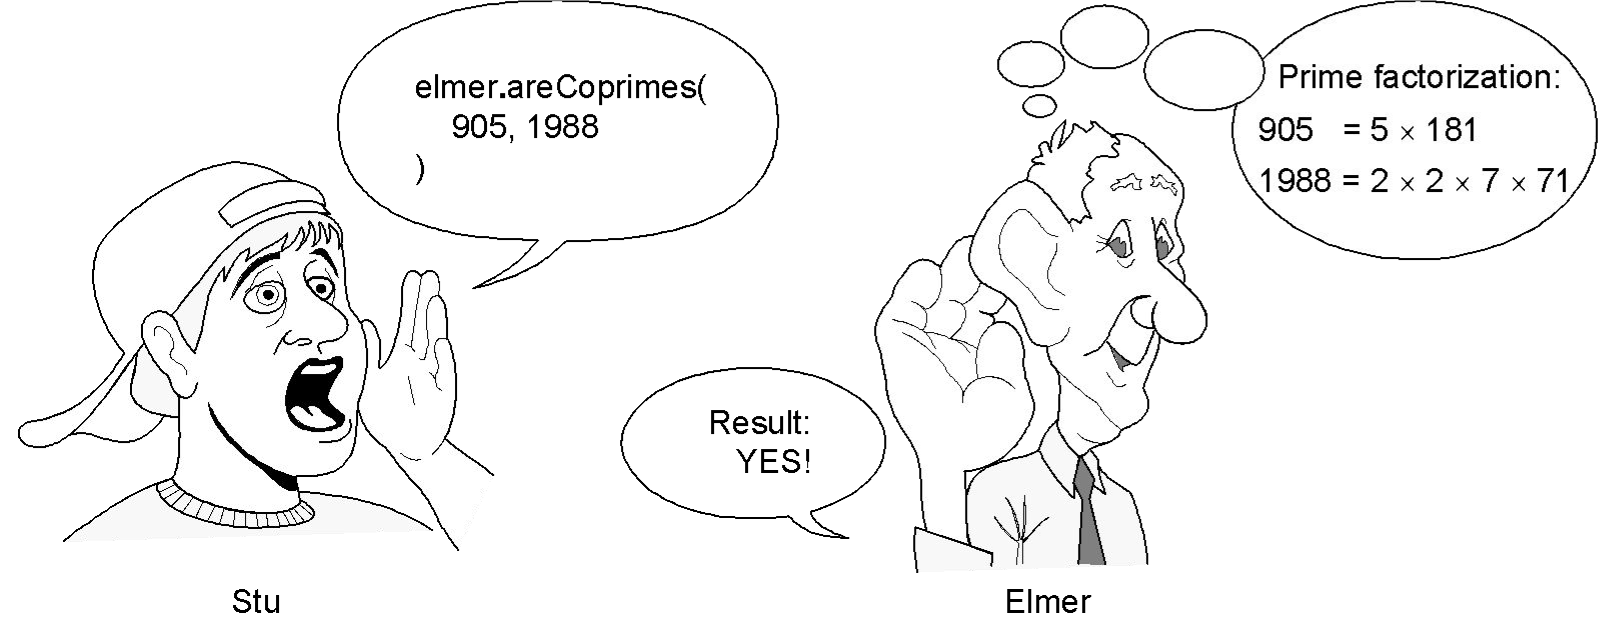 elmer.areCoprimes(
905, 1988
)
Prime factorization:
905 = 5 × 181
1988 = 2 × 2 × 7 × 71
Result:
YES!
Stu
Elmer